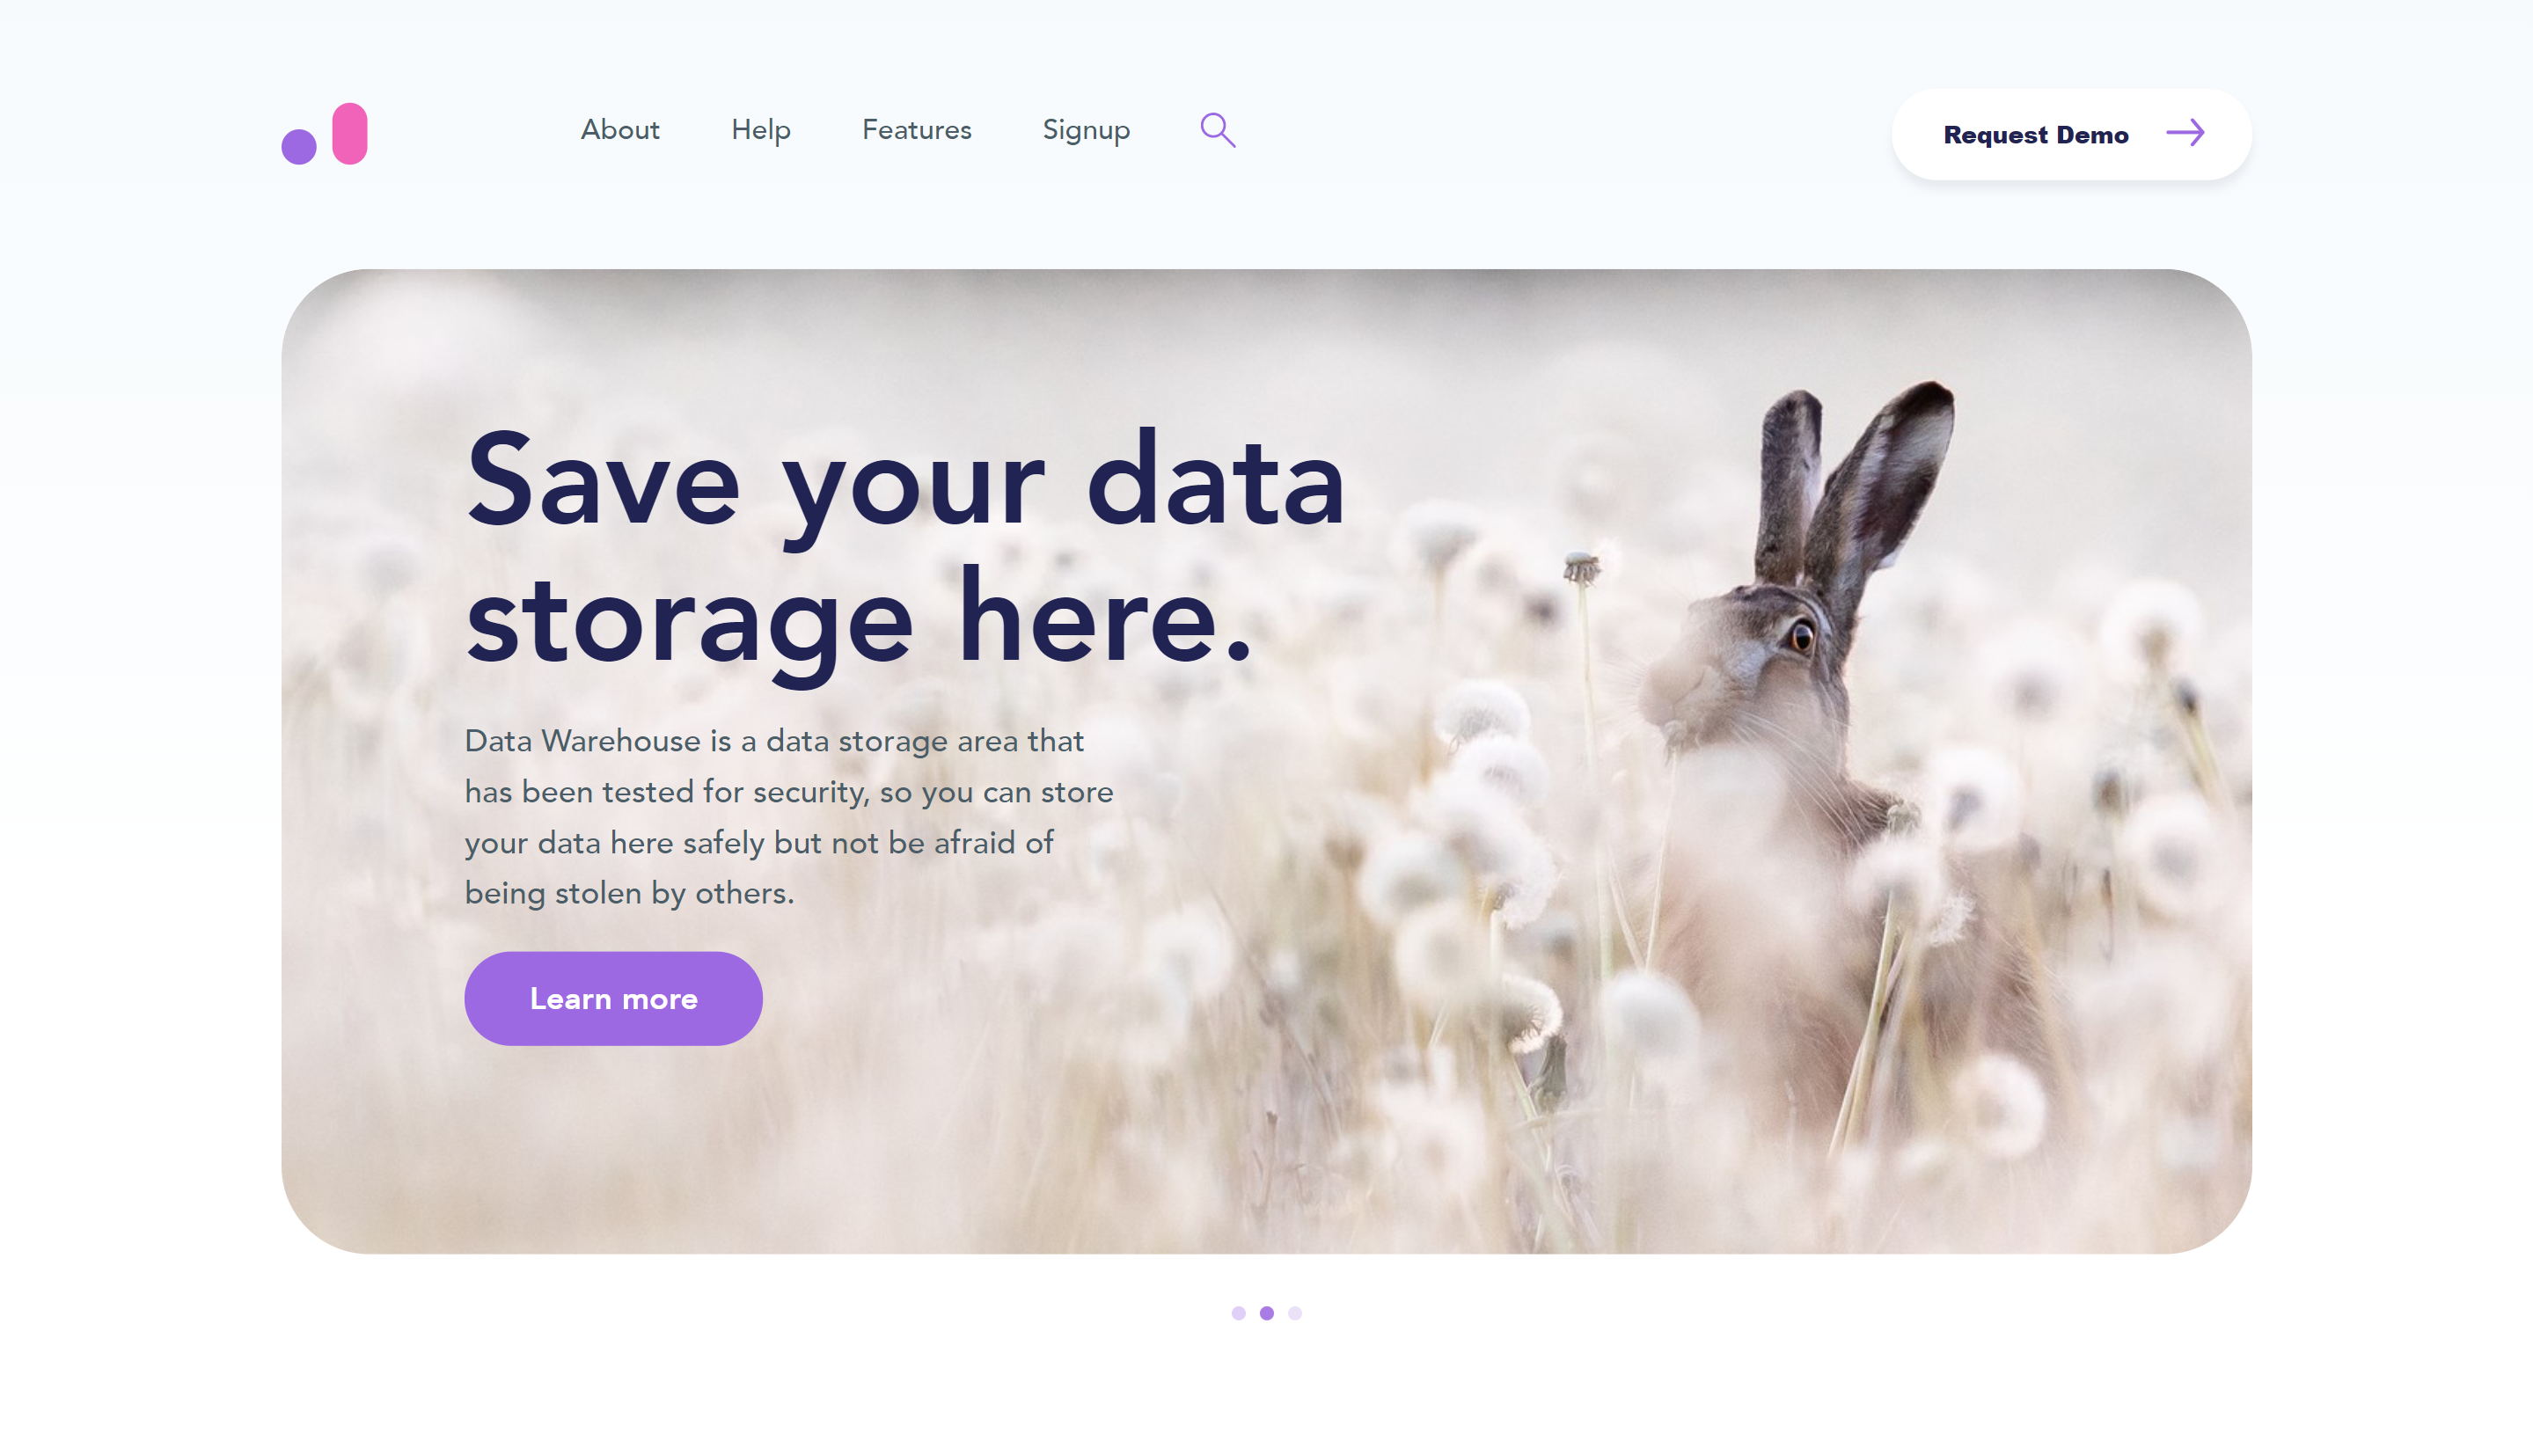 About
Help
Features
Signup
Request Demo
Save your data
storage here.
Data Warehouse is a data storage area that
has been tested for security, so you can store
your data here safely but not be afraid of
being stolen by others.
Learn more